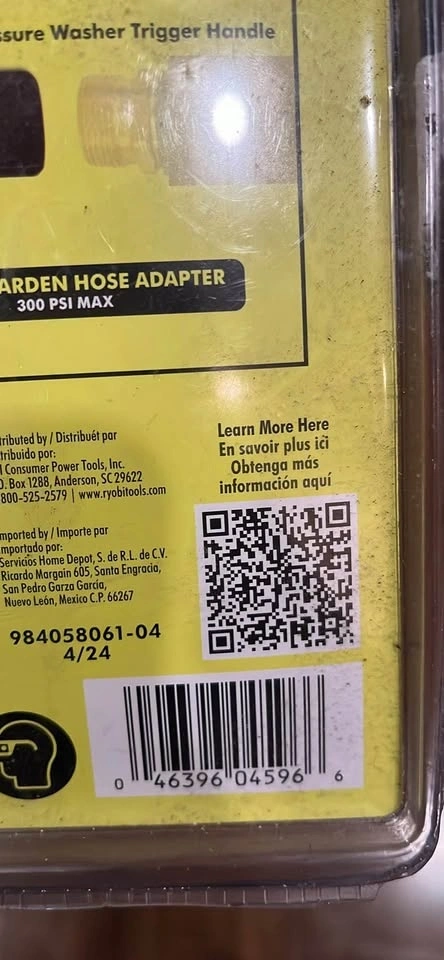 ssure Washer Trigger Handle
ARDEN HOSE ADAPTER
300 PSI MAX
tributed by / Distribuét par
tribuido por:
I Consumer Power Tools, Inc.
O. Box 1288, Anderson, SC 29622
800-525-2579 | www.ryobitools.com
mported by / Importe par
mportado por:
Servicios Home Depot, S. de R.L. de C.V.
Ricardo Margain 605, Santa Engracia,
San Pedro Garza García,
Nuevo León, Mexico C.P. 66267
984058061-04
4/24
Learn More Here
En savoir plus ici
Obtenga más
información aquí
0 46396 04596 6